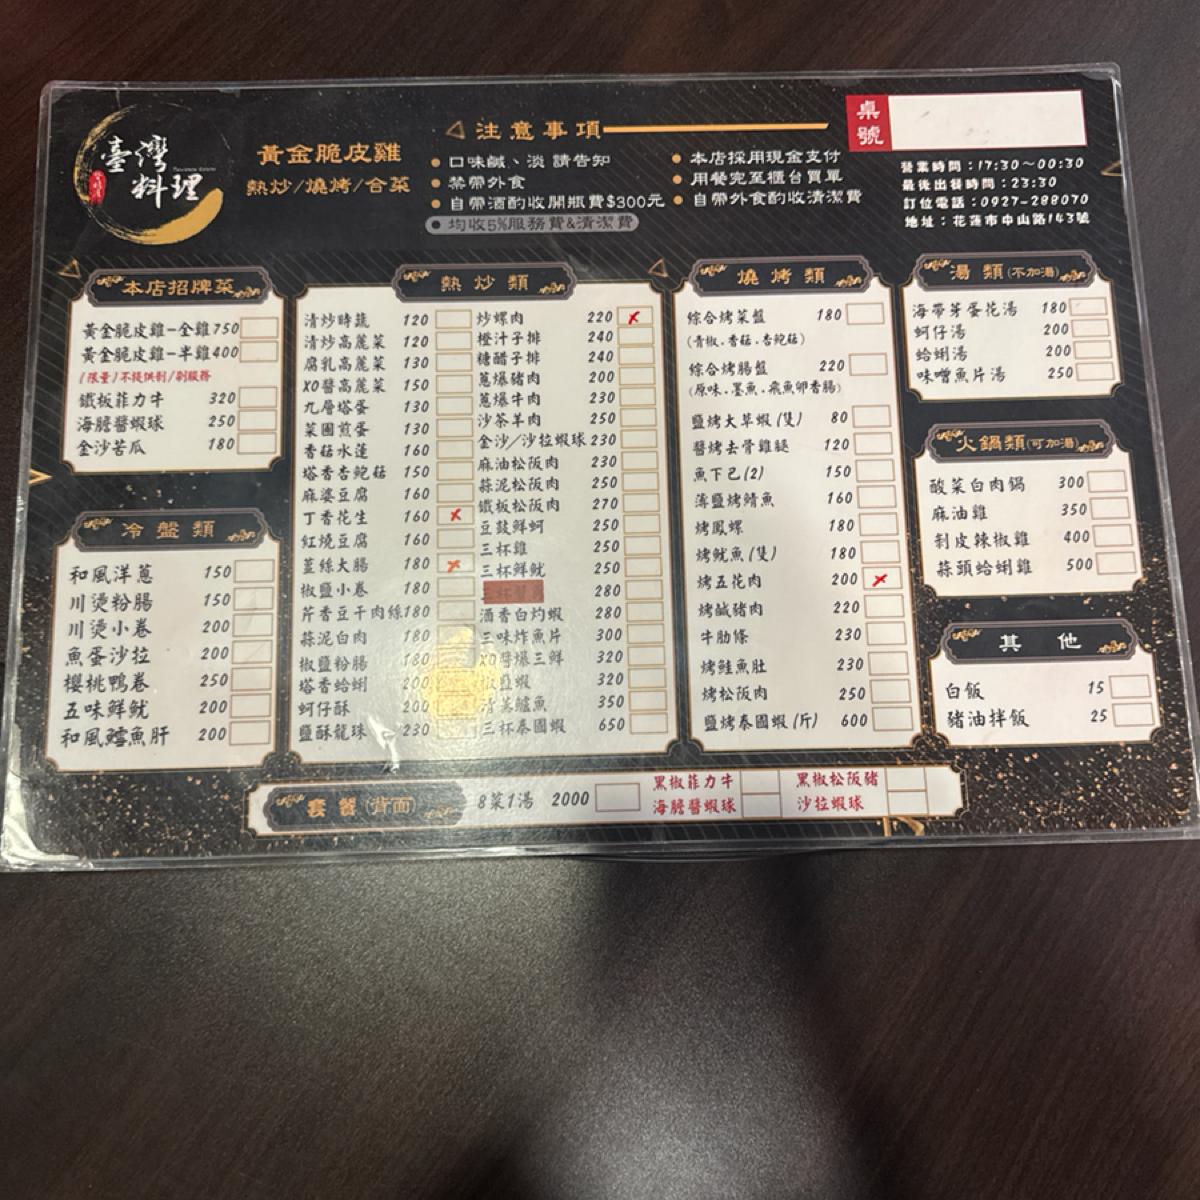 臺灣
料理
黃金脆皮雞
熱炒/燒烤/合菜
注意事項
● 口味鹹、淡 請告知
● 禁帶外食
● 自帶酒酌收開瓶費$300元
● 均收5%服務費&清潔費
● 本店採用現金支付
● 用餐完至櫃台買單
● 自帶外食酌收清潔費
桌號
營業時間：17:30~00:30
最後出餐時間：23:30
訂位電話：0927-288070
地址：花蓮市中山路143號
本店招牌菜
黃金脆皮雞-全雞 750
黃金脆皮雞-半雞 400
(限量)不提供剖/剁服務
鐵板菲力牛 320
海膽醬蝦球 250
金沙苦瓜 180
冷盤類
和風洋蔥 150
川燙粉腸 150
川燙小卷 200
魚蛋沙拉 200
櫻桃鴨卷 250
五味鮮魷 200
和風鱈魚肝 200
熱炒類
清炒時蔬 120
清炒高麗菜 120
腐乳高麗菜 130
XO醬高麗菜 150
九層塔蛋 130
菜圃煎蛋 130
香菇水蓮 160
塔香杏鮑菇 150
麻婆豆腐 160
丁香花生 160 x
紅燒豆腐 160
薑絲大腸 180 x
椒鹽小卷 180
芹香豆干肉絲 180
蒜泥白肉 180
椒鹽粉腸 180
塔香蛤蜊 200
蚵仔酥 200
鹽酥龍珠 230
炒螺肉 220 x
橙汁子排 240
糖醋子排 240
蔥爆豬肉 200
蔥爆牛肉 230
沙茶羊肉 250
金沙/沙拉蝦球 230
麻油松阪肉 230
蒜泥松阪肉 250
鐵板松阪肉 270
豆豉鮮蚵 250
三杯雞 250
三杯鮮魷 250
280
酒香白灼蝦 280
三味炸魚片 300
XO醬爆三鮮 320
椒鹽蝦 320
清蒸鱸魚 350
三杯泰國蝦 650
燒烤類
綜合烤菜盤 180
(青椒.香菇.杏鮑菇)
綜合烤腸盤 220
(原味.墨魚.飛魚卵香腸)
鹽烤大草蝦(隻) 80
醬烤去骨雞腿 120
魚下巴(2) 150
薄鹽烤鯖魚 160
烤鳳螺 180
烤魷魚(隻) 180
烤五花肉 200 x
烤鹹豬肉 220
牛肋條 230
烤鮭魚肚 230
烤松阪肉 250
鹽烤泰國蝦(斤) 600
湯類(不加湯)
海帶芽蛋花湯 180
蚵仔湯 200
蛤蜊湯 200
味噌魚片湯 250
火鍋類(可加湯)
酸菜白肉鍋 300
麻油雞 350
剝皮辣椒雞 400
蒜頭蛤蜊雞 500
其他
白飯 15
豬油拌飯 25
套餐(背面)
8菜1湯 2000
黑椒菲力牛
海膽醬蝦球
黑椒松阪豬
沙拉蝦球